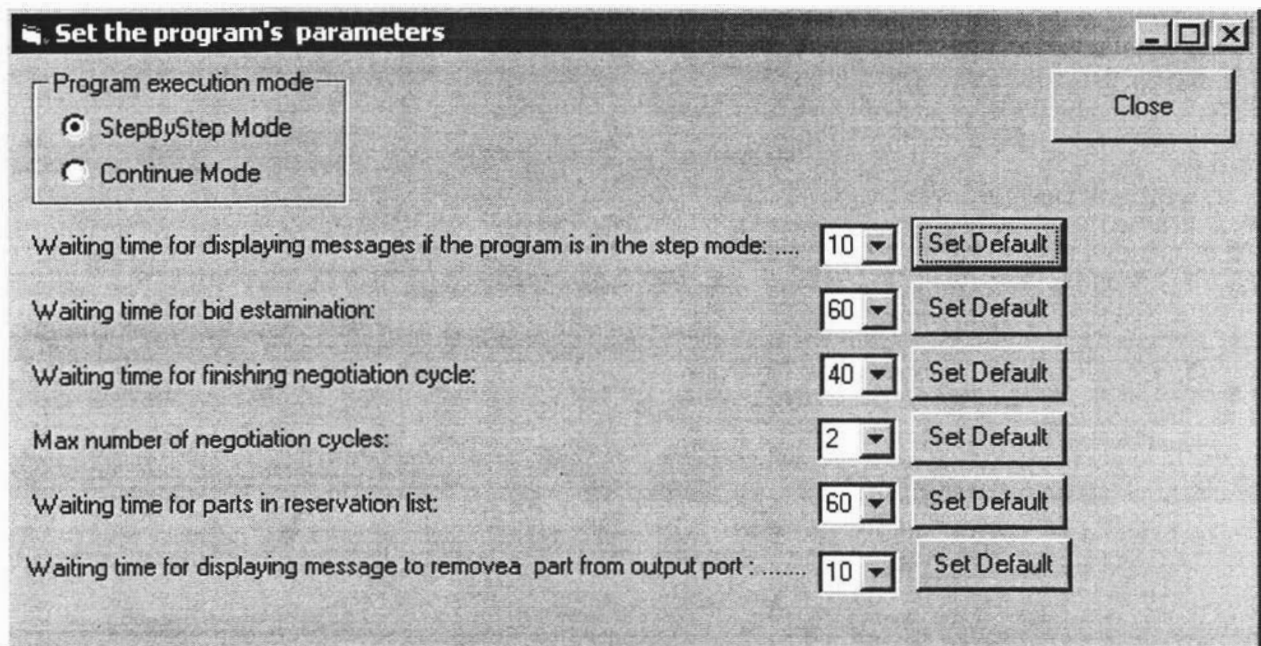 Set the program's parameters
Program execution mode
Close
StepByStep Mode
Continue Mode
Waiting time for displaying messages if the program is in the step mode: .... 10 Set Default
Waiting time for bid estamination: 60 Set Default
Waiting time for finishing negotiation cycle: 40 Set Default
Max number of negotiation cycles: 2 Set Default
Waiting time for parts in reservation list: 60 Set Default
Waiting time for displaying message to removea part from output port : ....... 10 Set Default